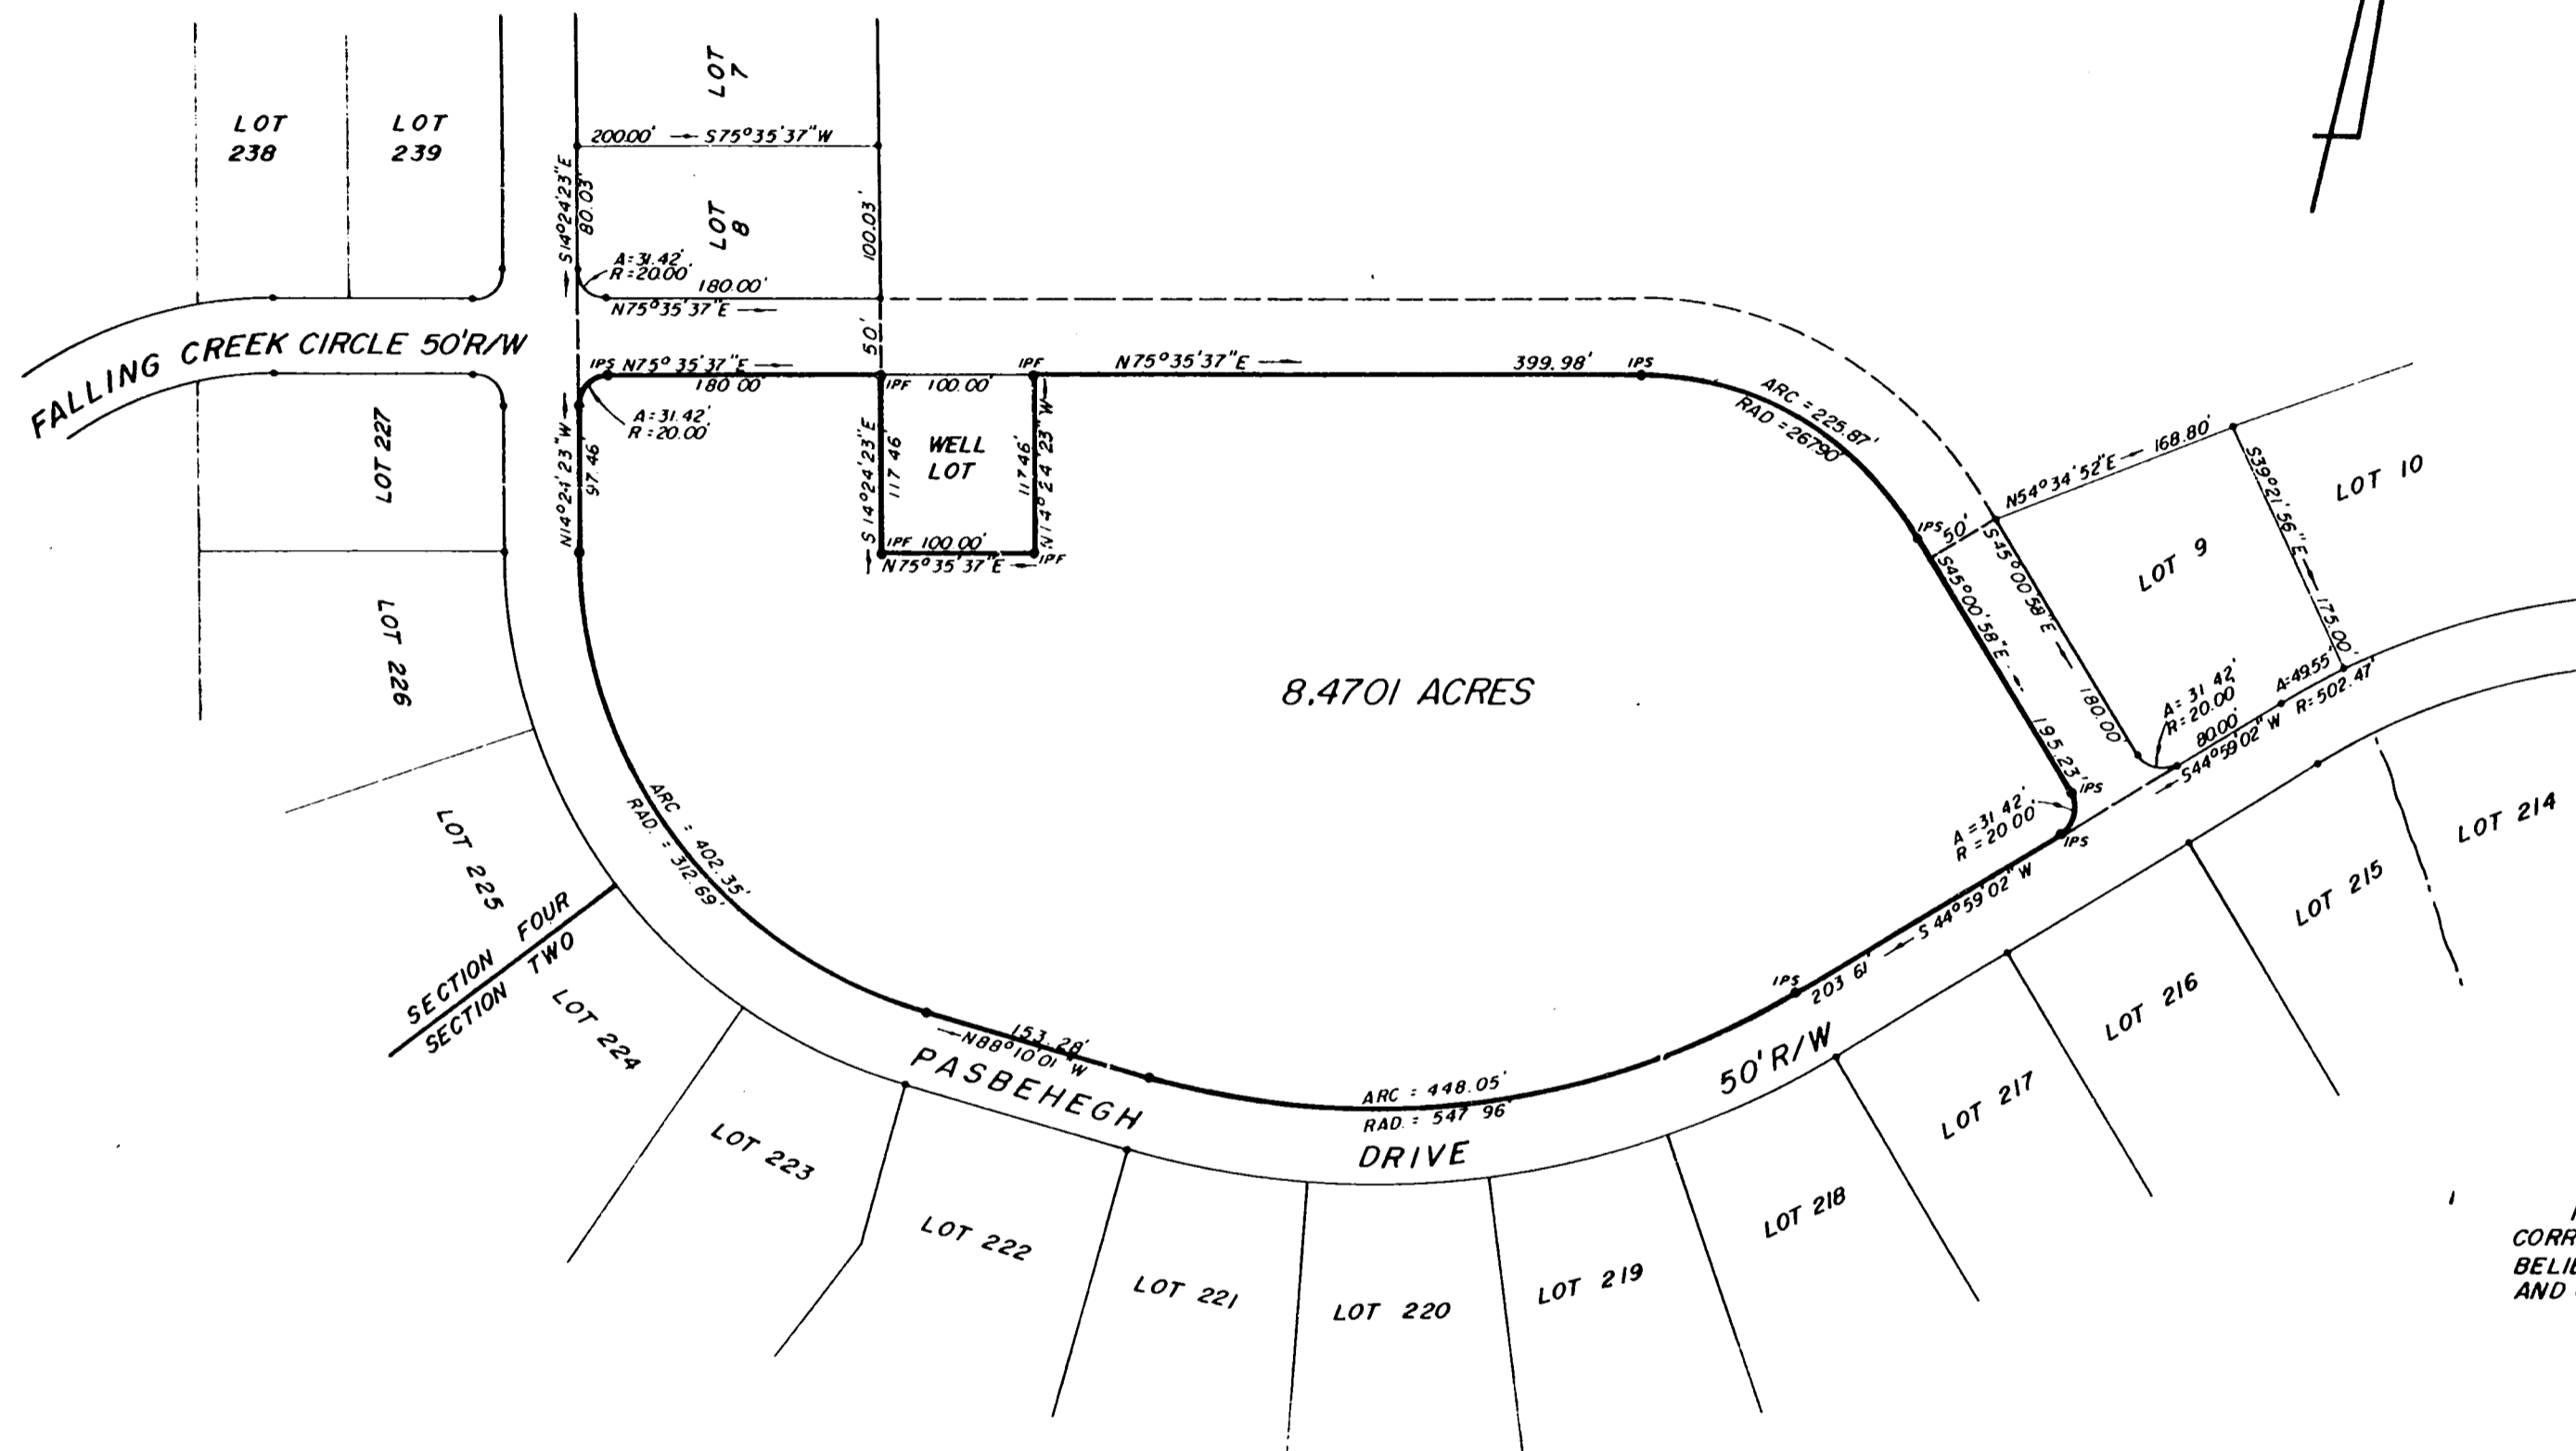 LOT
238
LOT
239
LOT
7
200.00' S75°35'37"W
S14°24'23"E
80.03'
LOT
8
100.03'
A=31.42'
R=20.00'
180.00'
N75°35'37"E
50'
FALLING CREEK CIRCLE 50'R/W
IPS N75°35'37"E
180.00'
IPF 100.00'
IPF
N75°35'37"E
399.98'
IPS
A=31.42'
R=20.00'
N14°24'23"W
97.46'
LOT 227
S14°24'23"E
117.46'
WELL
LOT
117.46'
N14°24'23"W
IPF 100.00'
IPF
N75°35'37"E
ARC = 225.87'
RAD = 267.90'
N54°34'52"E 168.80'
S39°21'56"E 175.00'
LOT 10
LOT 9
IPS
50'
S45°00'58"E 180.00'
S45°00'58"E 195.23'
IPS
A=31.42'
R=20.00'
80.00'
S44°59'02"W
A=49.55'
R=502.47'
8.4701 ACRES
A=31.42'
R=20.00'
IPS
LOT 226
LOT 225
ARC = 402.35'
RAD. = 312.69'
SECTION FOUR
SECTION TWO
LOT 224
153.28'
N88°10'01"W
PASBEHEGH
DRIVE
50'R/W
ARC = 448.05'
RAD. = 547.96'
IPS
203.61' S44°59'02"W
LOT 214
LOT 215
LOT 216
LOT 217
LOT 218
LOT 219
LOT 220
LOT 221
LOT 222
LOT 223
CORR
BELI
AND